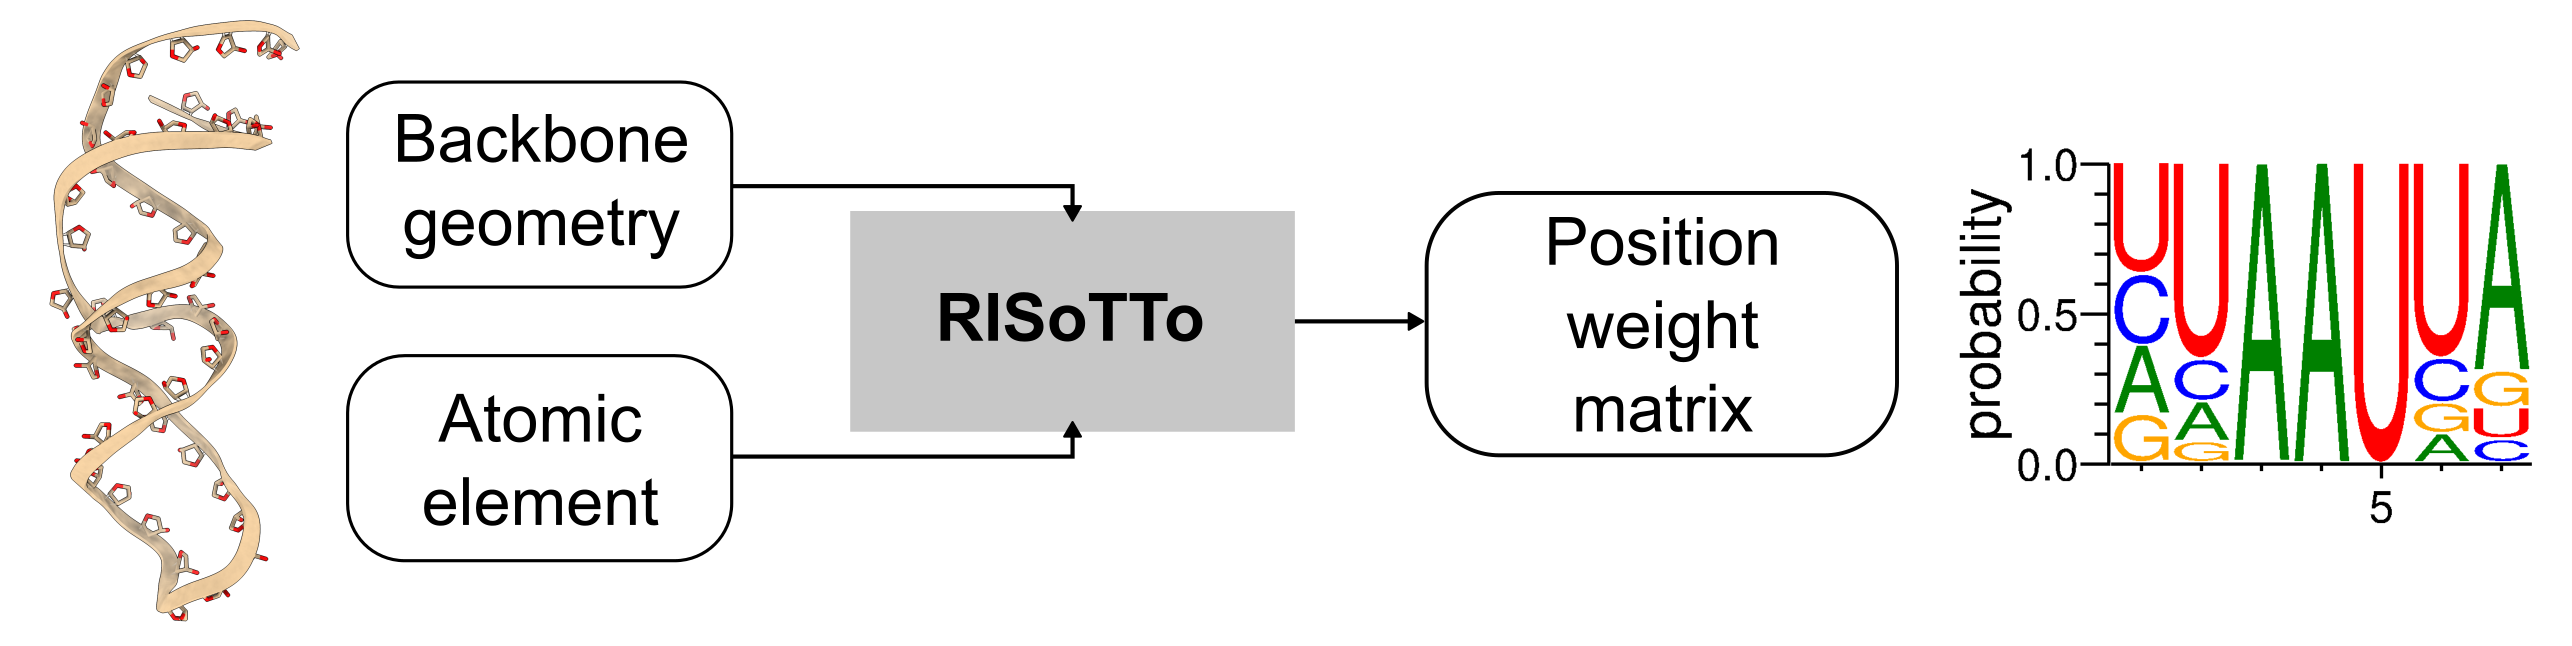 Backbone
geometry
Atomic
element
RISoTTo
Position
weight
matrix
probability
1.0
0.5
0.0
U U A A U U A
C C C G
A A G U
G G A C
5